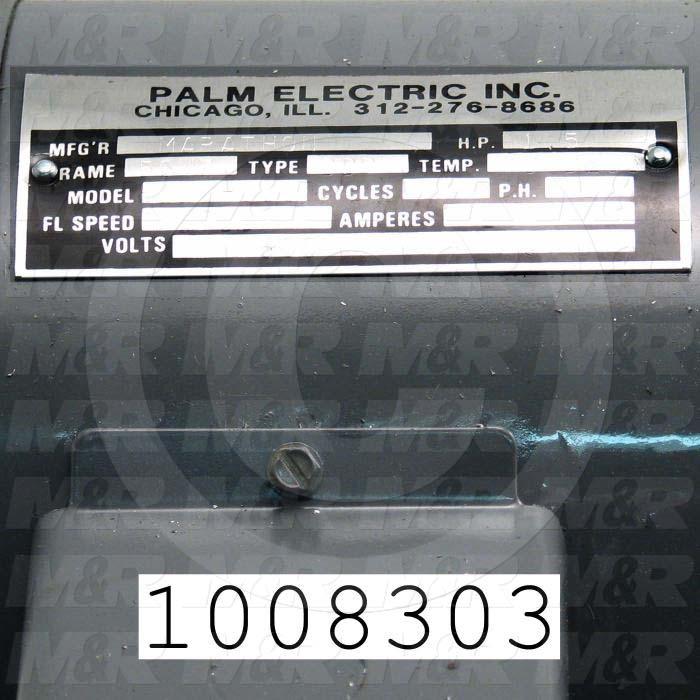 PALM ELECTRIC INC.
CHICAGO, ILL. 312-276-8686
MFG'R MARATHON H.P.
RAME TYPE TEMP.
MODEL CYCLES P.H.
FL SPEED AMPERES
VOLTS
M&R
1008303